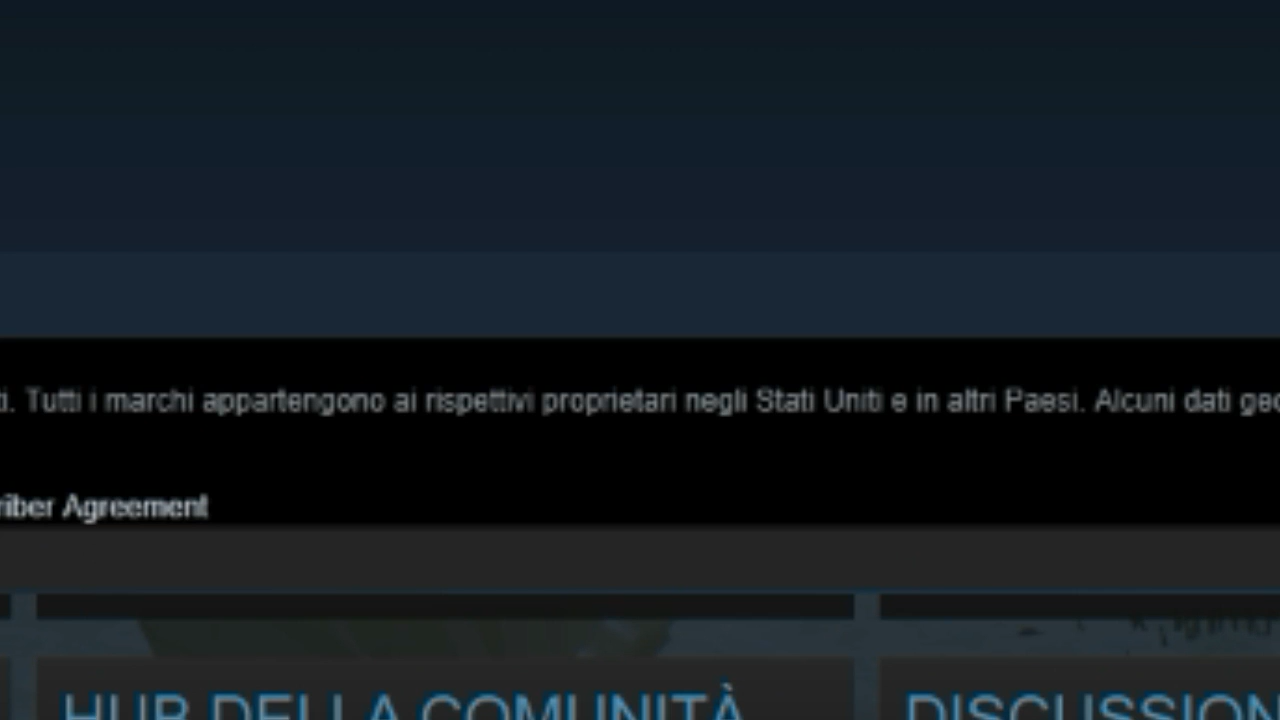 Tutti i marchi appartengono ai rispettivi proprietari negli Stati Uniti e in altri Paesi. Alcuni dati
Agreement
HUB DELLA COMUNITÀ